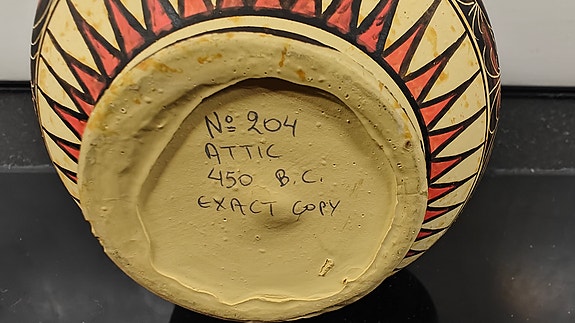 Nº 204
ATTIC
450 B.C.
EXACT COPY